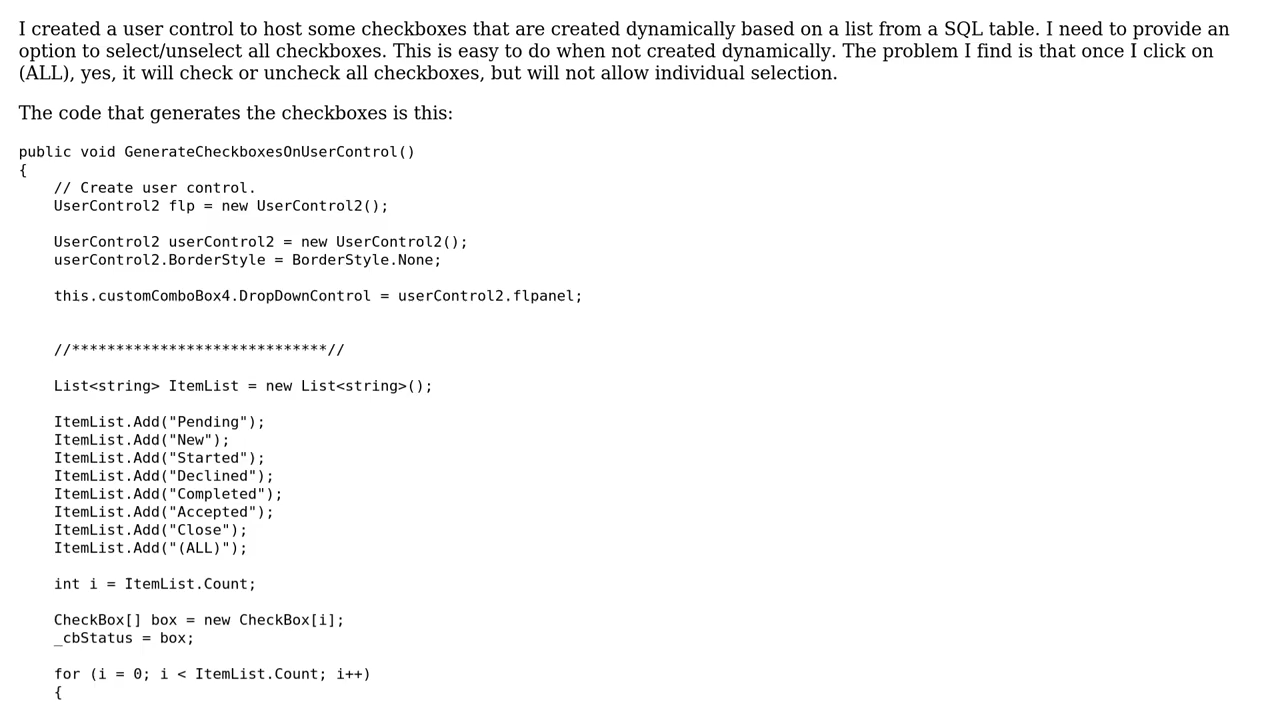 I created a user control to host some checkboxes that are created dynamically based on a list from a SQL table. I need to provide an
option to select/unselect all checkboxes. This is easy to do when not created dynamically. The problem I find is that once I click on
(ALL), yes, it will check or uncheck all checkboxes, but will not allow individual selection.
The code that generates the checkboxes is this:
public void GenerateCheckboxesOnUserControl()
{
    // Create user control.
    UserControl2 flp = new UserControl2();
    UserControl2 userControl2 = new UserControl2();
    userControl2.BorderStyle = BorderStyle.None;
    this.customComboBox4.DropDownControl = userControl2.flpanel;
    //*****************************//
    List<string> ItemList = new List<string>();
    ItemList.Add("Pending");
    ItemList.Add("New");
    ItemList.Add("Started");
    ItemList.Add("Declined");
    ItemList.Add("Completed");
    ItemList.Add("Accepted");
    ItemList.Add("Close");
    ItemList.Add("(ALL)");
    int i = ItemList.Count;
    CheckBox[] box = new CheckBox[i];
    _cbStatus = box;
    for (i = 0; i < ItemList.Count; i++)
    {